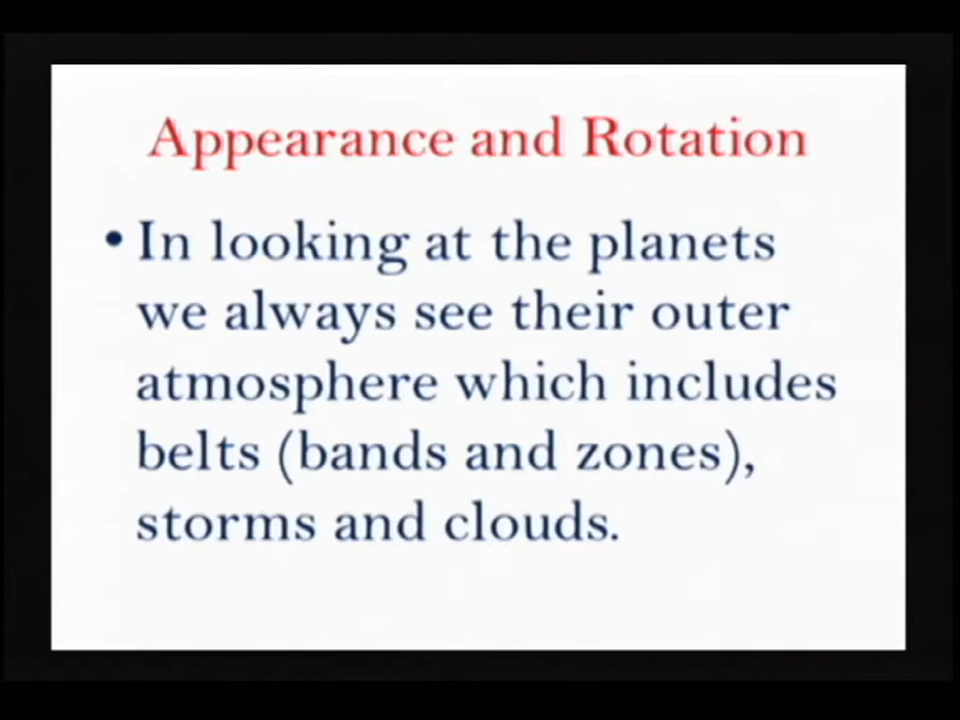 Appearance and Rotation
• In looking at the planets
we always see their outer
atmosphere which includes
belts (bands and zones),
storms and clouds.